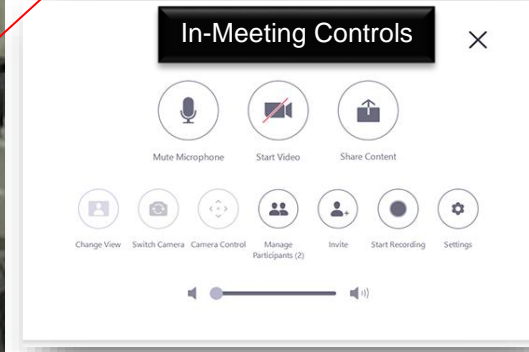 In-Meeting Controls
Mute Microphone
Start Video
Share Content
Change View
Switch Camera
Camera Control
Manage
Participants (2)
Invite
Start Recording
Settings